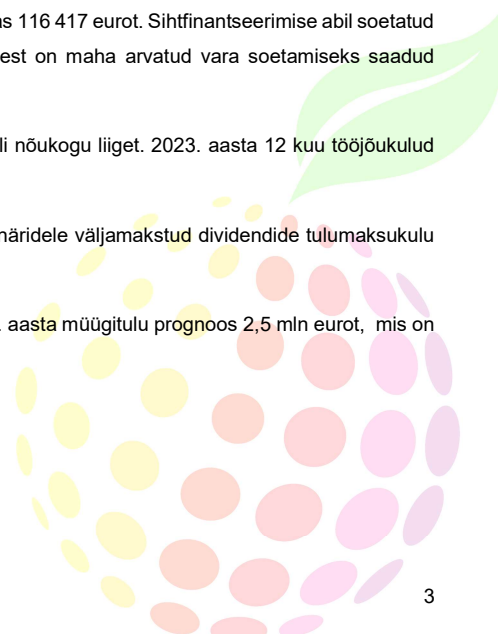 116 417 eurot. Sihtfinantseerimise abil soetatud
est on maha arvatud vara soetamiseks saadud
li nõukogu liiget. 2023. aasta 12 kuu tööjõukulud
näridele väljamakstud dividendide tulumaksukulu
. aasta müügitulu prognoos 2,5 mln eurot, mis on
3